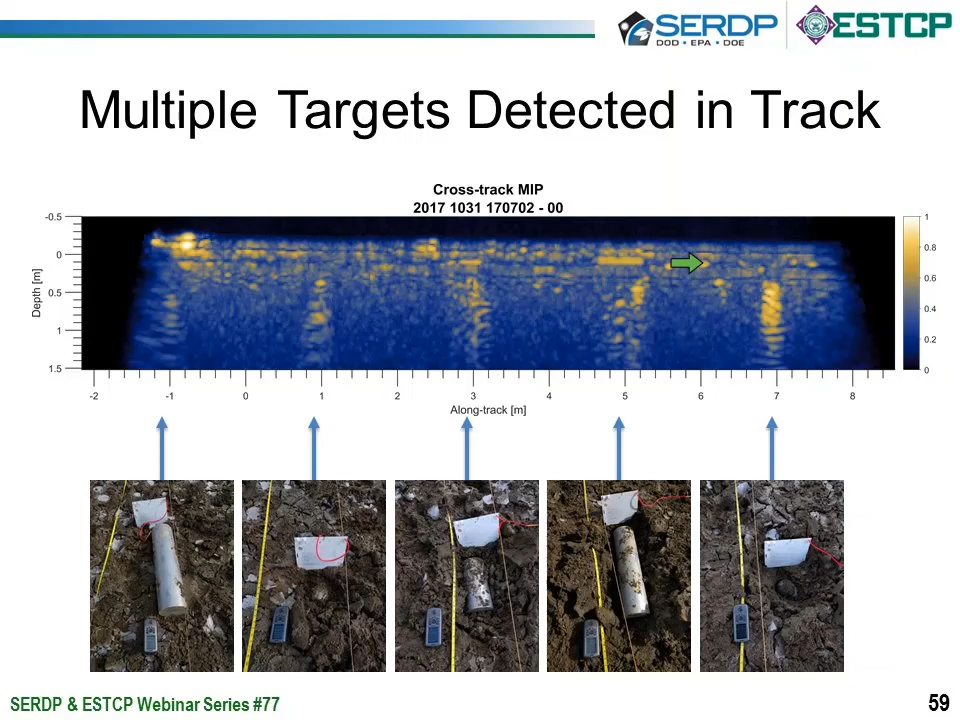 SERDP
DOD • EPA • DOE
ESTCP
Multiple Targets Detected in Track
Cross-track MIP
2017 1031 170702 - 00
-0.5
0
0.5
1
1.5
Depth [m]
1
0.8
0.6
0.4
0.2
0
-2 -1 0 1 2 3 4 5 6 7 8
Along-track [m]
SERDP & ESTCP Webinar Series #77
59